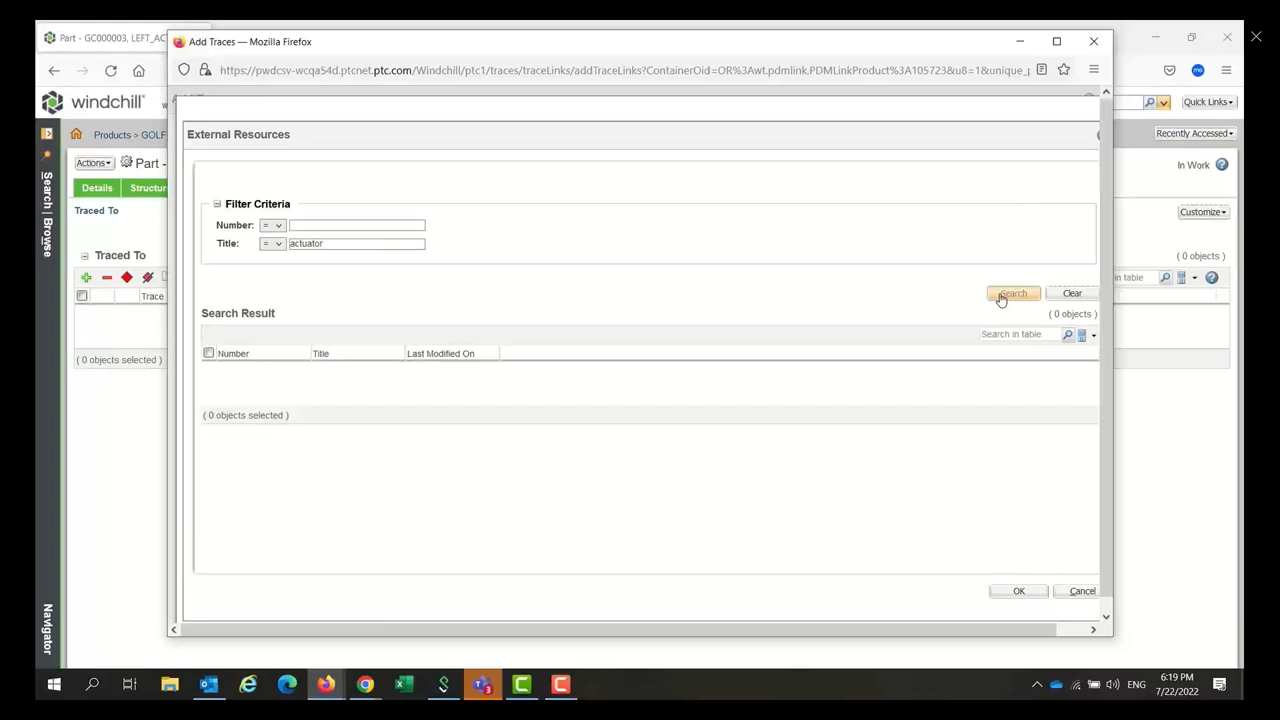 Part - GC000003, LEFT_AC
Add Traces — Mozilla Firefox
https://pwdcsv-wcqa54d.ptcnet.ptc.com/Windchill/ptc1/traces/traceLinks/addTraceLinks?ContainerOid=OR%3Awt.pdmlink.PDMLinkProduct%3A105723&u8=1&unique_p
windchill
Quick Links
External Resources
Products > GOLF
Recently Accessed
Actions
Part -
In Work
Details
Structur
Search | Browse
Filter Criteria
Traced To
Customize
Number: =
Title: = actuator
Traced To
( 0 objects )
in table
Trace
Search
Clear
Search Result
( 0 objects )
Search in table
Number
Title
Last Modified On
( 0 objects selected )
( 0 objects selected )
OK
Cancel
Navigator
ENG
6:19 PM
7/22/2022